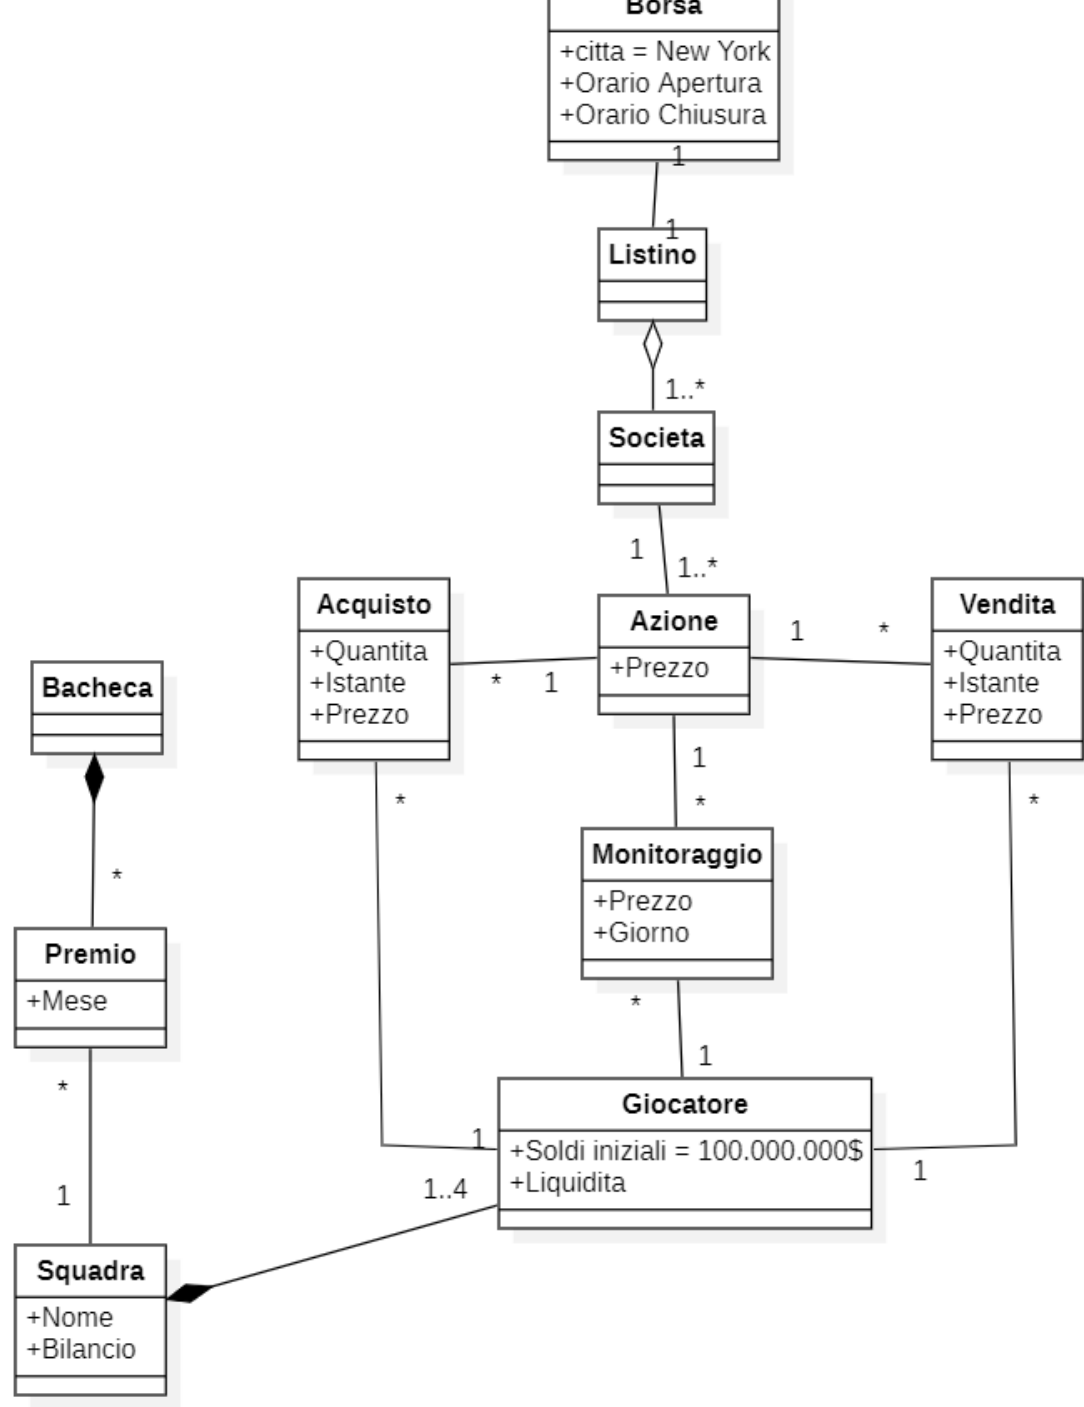 Borsa
+citta = New York
+Orario Apertura
+Orario Chiusura
1
1
Listino
1..*
Societa
1
1..*
Acquisto
+Quantita
+Istante
+Prezzo
* 1
Azione
+Prezzo
1 *
Vendita
+Quantita
+Istante
+Prezzo
Bacheca
*
1
*
*
*
Monitoraggio
+Prezzo
+Giorno
*
1
Premio
+Mese
*
1
Giocatore
+Soldi iniziali = 100.000.000$
+Liquidita
1
1
1..4
Squadra
+Nome
+Bilancio